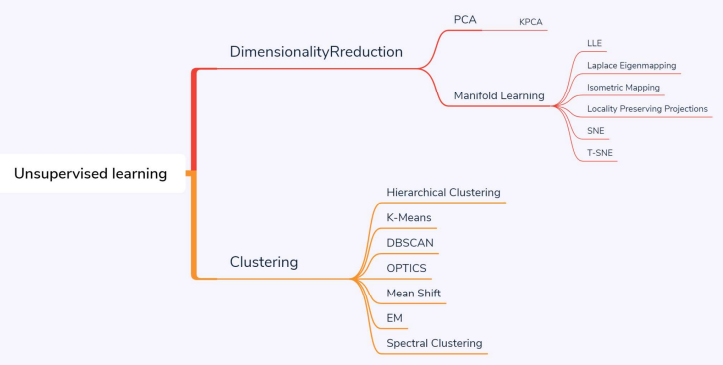 Unsupervised learning
DimensionalityRreduction
PCA
KPCA
Manifold Learning
LLE
Laplace Eigenmapping
Isometric Mapping
Locality Preserving Projections
SNE
T-SNE
Clustering
Hierarchical Clustering
K-Means
DBSCAN
OPTICS
Mean Shift
EM
Spectral Clustering